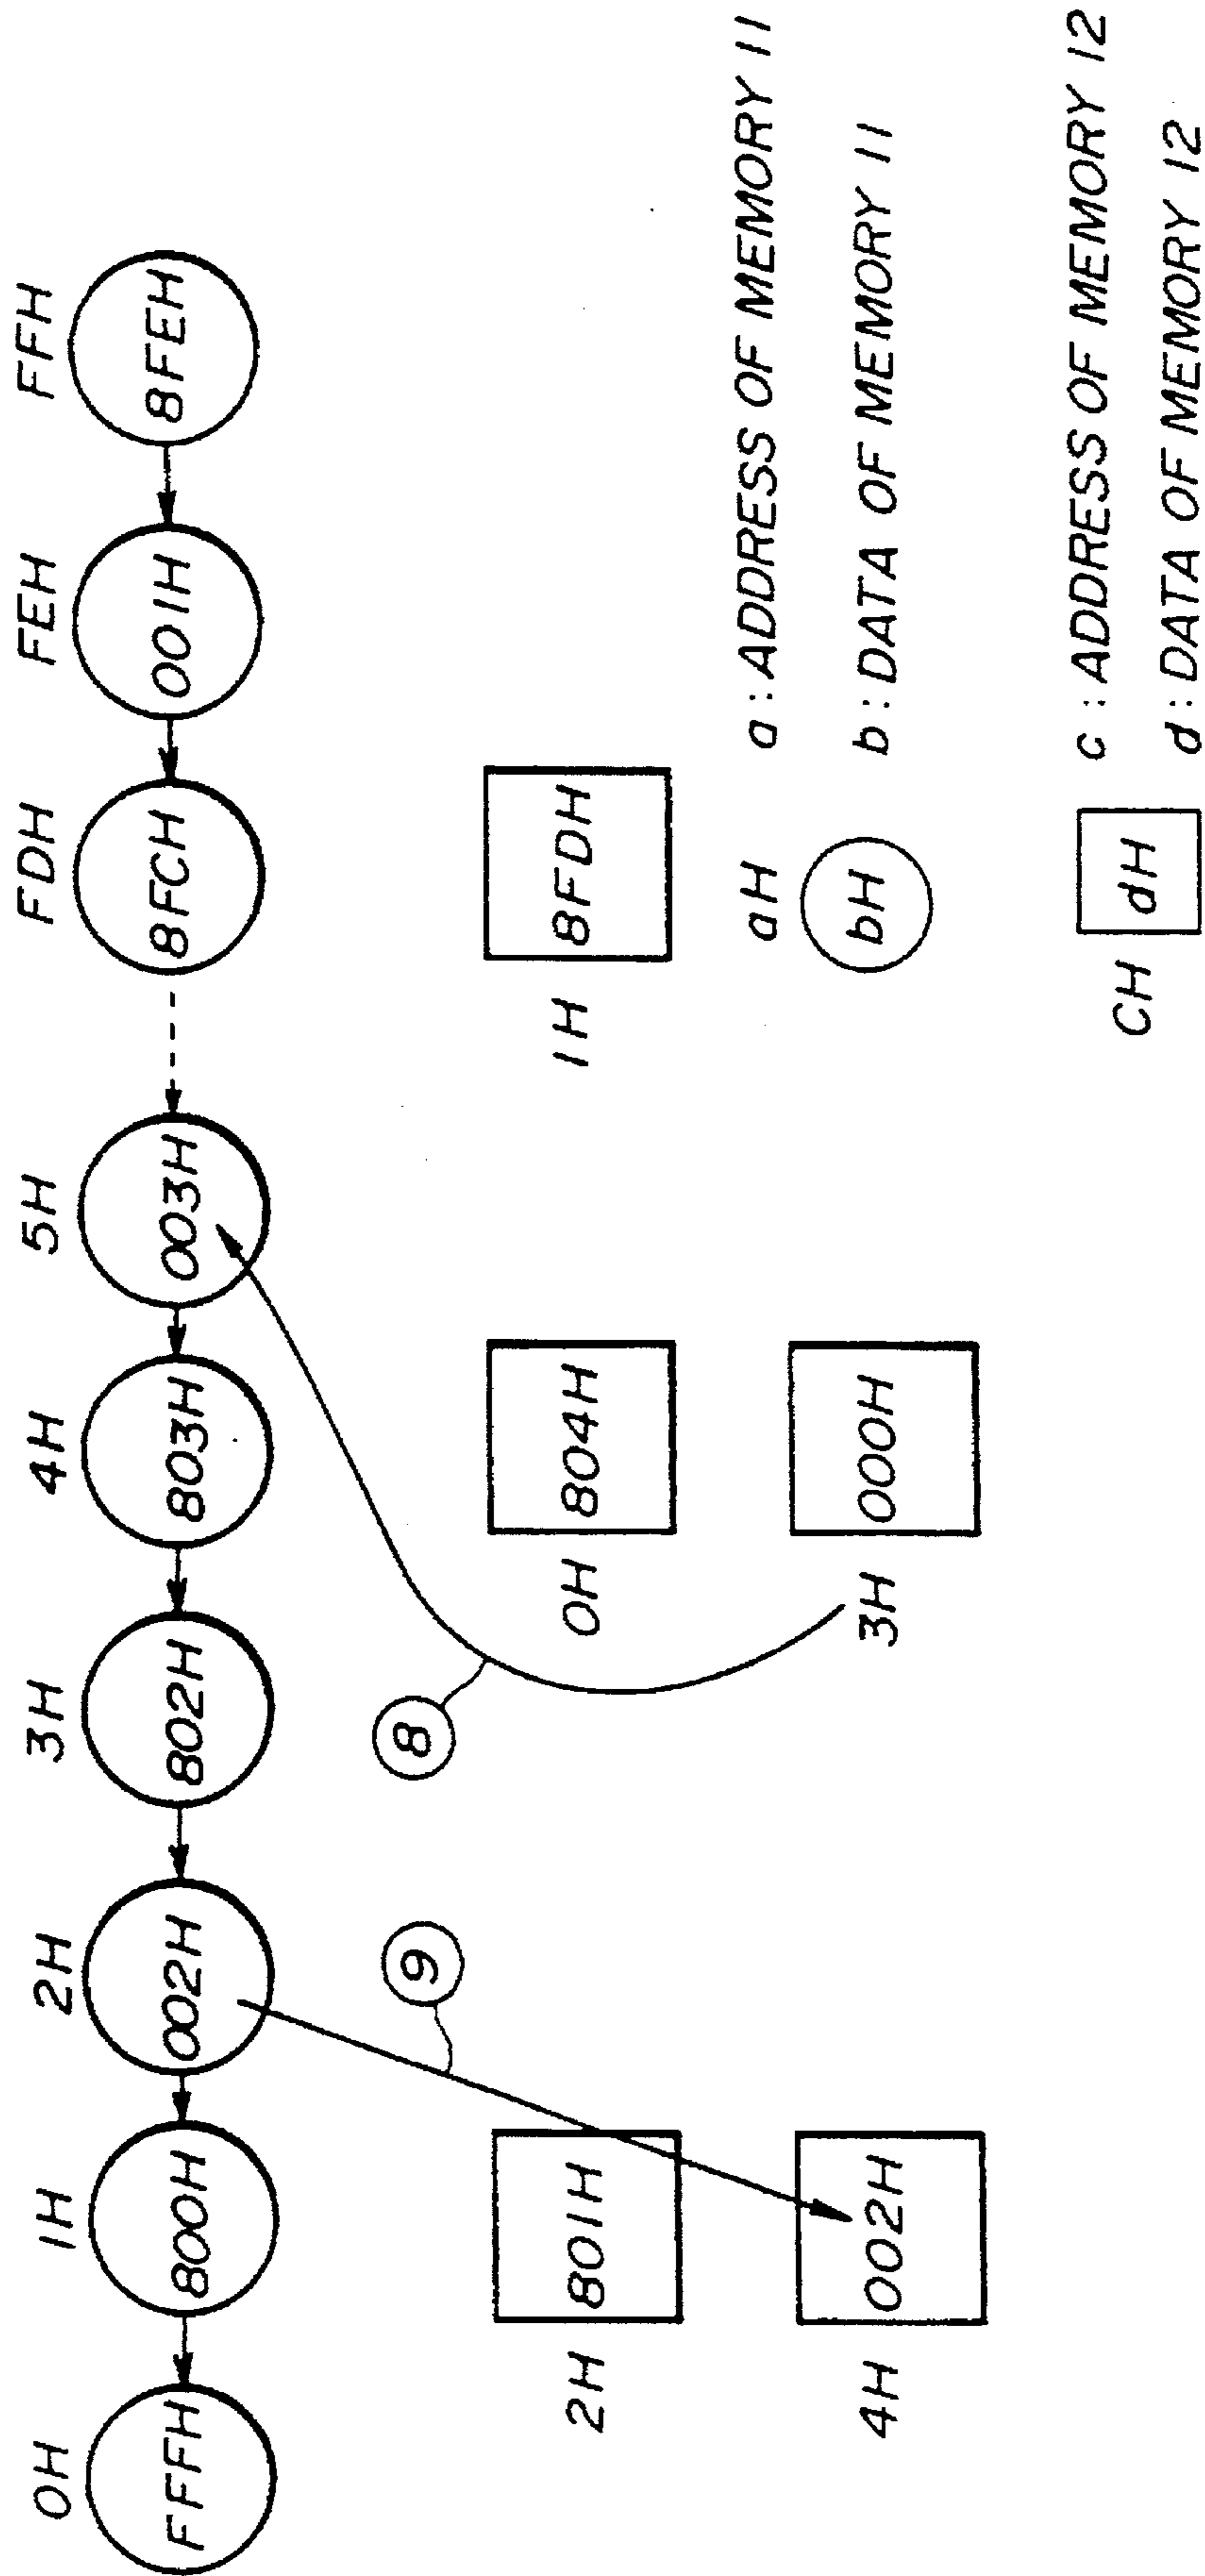 0H 1H 2H 3H 4H 5H FDH FEH FFH
FFFH 800H 002H 802H 803H 003H 8FCH 001H 8FEH
9 8
2H 801H 0H 804H 1H 8FDH
4H 002H 3H 000H
aH a : ADDRESS OF MEMORY 11
bH b : DATA OF MEMORY 11
CH dH c : ADDRESS OF MEMORY 12
d : DATA OF MEMORY 12